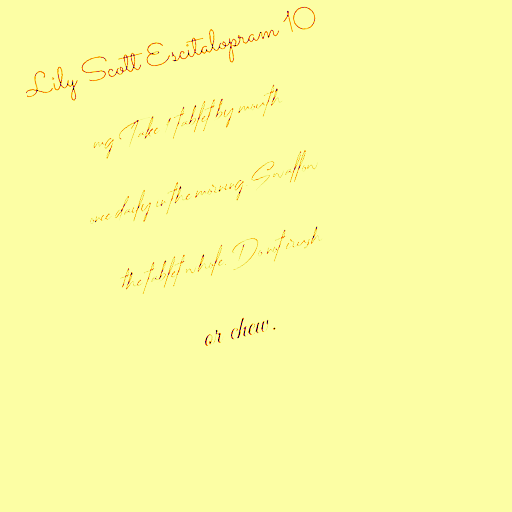 Lily Scott Escitalopram 10
mg. Take 1 tablet by mouth
once daily in the morning. Swallow
the tablet whole. Do not crush
or chew.